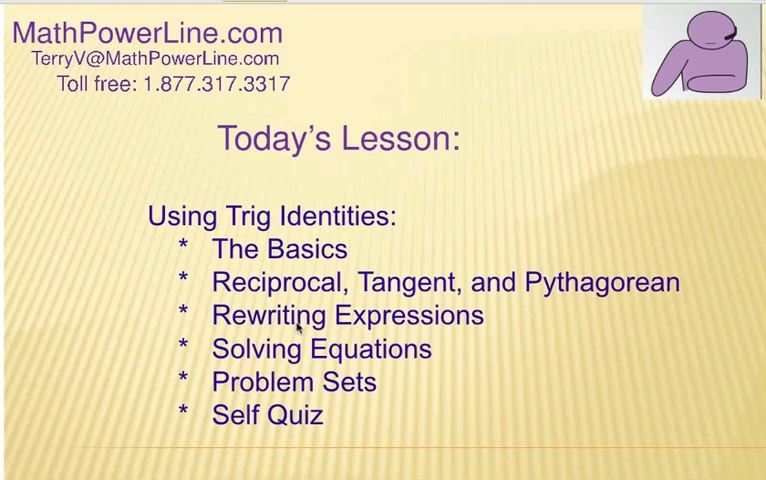 MathPowerLine.com
TerryV@MathPowerLine.com
Toll free: 1.877.317.3317
Today's Lesson:
Using Trig Identities:
* The Basics
* Reciprocal, Tangent, and Pythagorean
* Rewriting Expressions
* Solving Equations
* Problem Sets
* Self Quiz